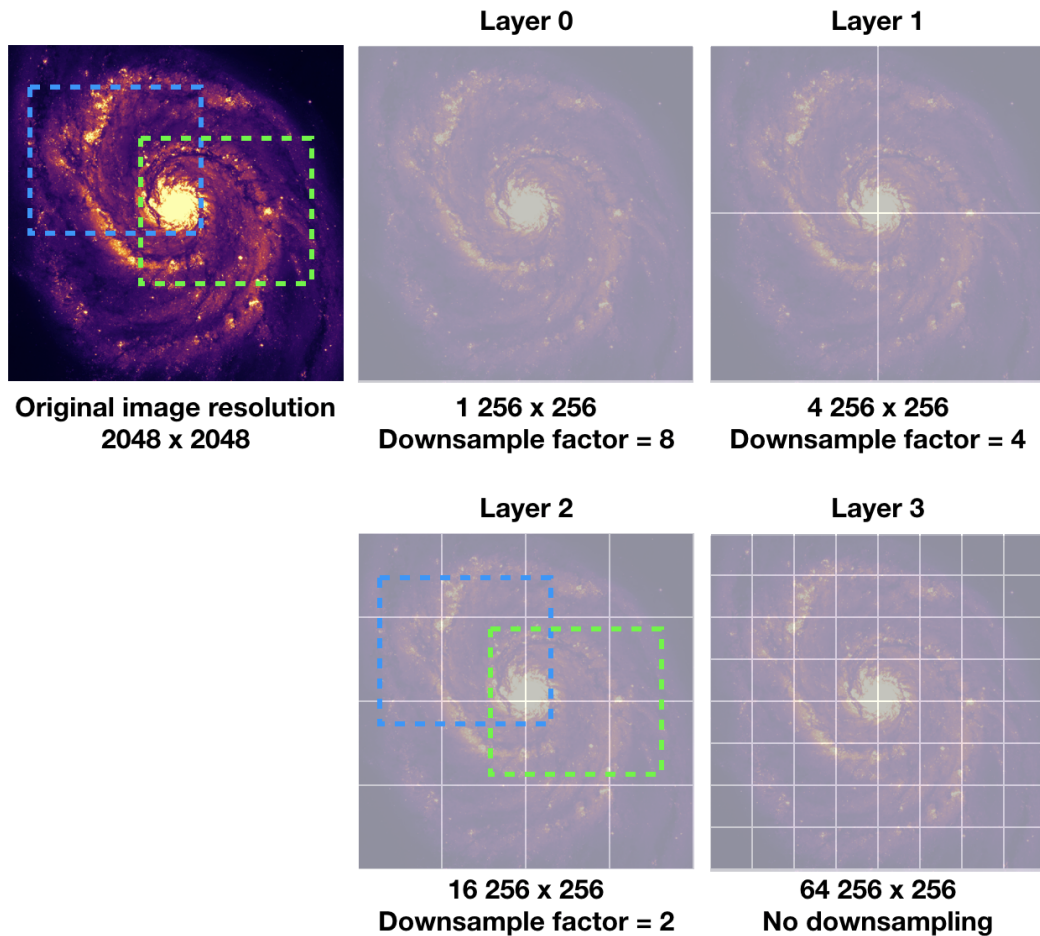 Layer 0
Layer 1
Original image resolution
2048 x 2048
1 256 x 256
Downsample factor = 8
4 256 x 256
Downsample factor = 4
Layer 2
Layer 3
16 256 x 256
Downsample factor = 2
64 256 x 256
No downsampling